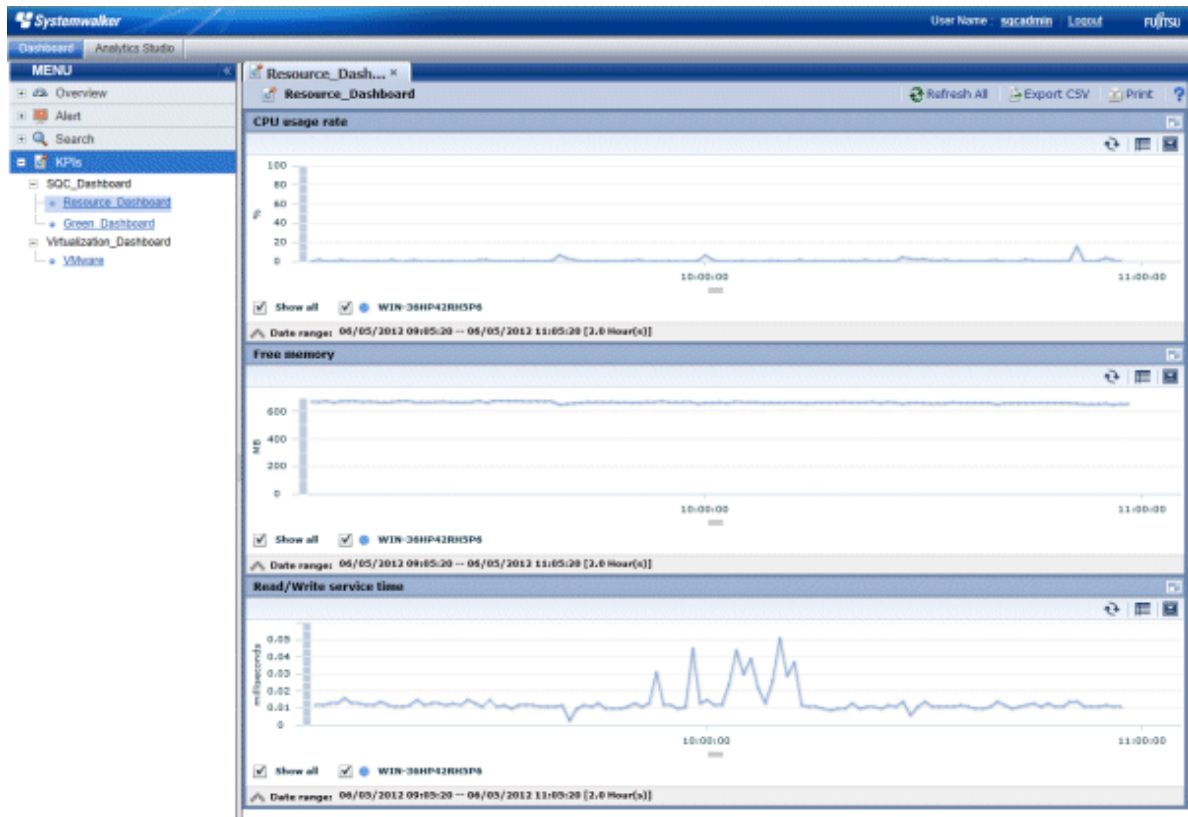 Systemwalker
User Name : sqcadmin Logout FUJITSU
Dashboard Analytics Studio
MENU «
Overview
Alert
Search
KPIs
SQC_Dashboard
Resource_Dashboard
Green_Dashboard
Virtualization_Dashboard
VMware
Resource_Dash... ×
Resource_Dashboard Refresh All Export CSV Print ?
CPU usage rate
100
80
60
40
20
0
%
10:00:00 11:00:00
Show all WIN-36HP42RH5P6
Date range: 06/05/2012 09:05:20 -- 06/05/2012 11:05:20 [2.0 Hour(s)]
Free memory
600
400
200
0
MB
10:00:00 11:00:00
Show all WIN-36HP42RH5P6
Date range: 06/05/2012 09:05:20 -- 06/05/2012 11:05:20 [2.0 Hour(s)]
Read/Write service time
0.05
0.04
0.03
0.02
0.01
0
milliseconds
10:00:00 11:00:00
Show all WIN-36HP42RH5P6
Date range: 06/05/2012 09:05:20 -- 06/05/2012 11:05:20 [2.0 Hour(s)]